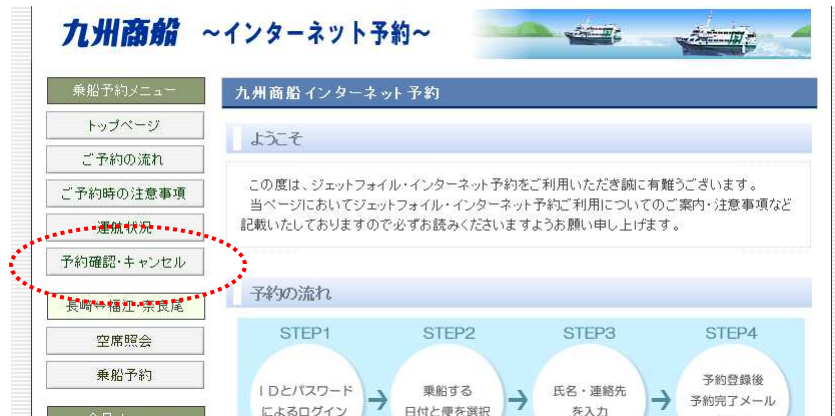 九州商船 ～インターネット予約～
乗船予約メニュー
トップページ
ご予約の流れ
ご予約時の注意事項
運航状況
予約確認・キャンセル
長崎⇔福江・奈良尾
空席照会
乗船予約
九州商船インターネット予約
ようこそ
この度は、ジェットフォイル・インターネット予約をご利用いただき誠に有難うございます。
当ページにおいてジェットフォイル・インターネット予約ご利用についてのご案内・注意事項など
記載いたしておりますので必ずお読みくださいますようお願い申し上げます。
予約の流れ
STEP1
IDとパスワード
によるログイン
STEP2
乗船する
日付と便を選択
STEP3
氏名・連絡先
を入力
STEP4
予約登録後
予約完了メール